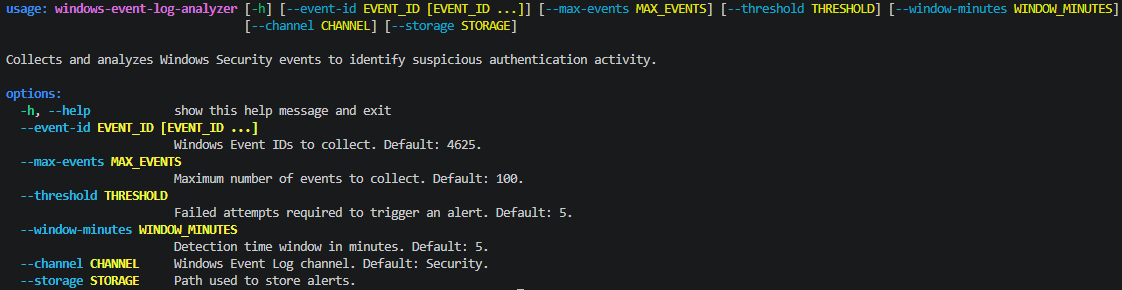 usage: windows-event-log-analyzer [-h] [--event-id EVENT_ID [EVENT_ID ...]] [--max-events MAX_EVENTS] [--threshold THRESHOLD] [--window-minutes WINDOW_MINUTES]
[--channel CHANNEL] [--storage STORAGE]
Collects and analyzes Windows Security events to identify suspicious authentication activity.
options:
-h, --help show this help message and exit
--event-id EVENT_ID [EVENT_ID ...]
Windows Event IDs to collect. Default: 4625.
--max-events MAX_EVENTS
Maximum number of events to collect. Default: 100.
--threshold THRESHOLD
Failed attempts required to trigger an alert. Default: 5.
--window-minutes WINDOW_MINUTES
Detection time window in minutes. Default: 5.
--channel CHANNEL Windows Event Log channel. Default: Security.
--storage STORAGE Path used to store alerts.